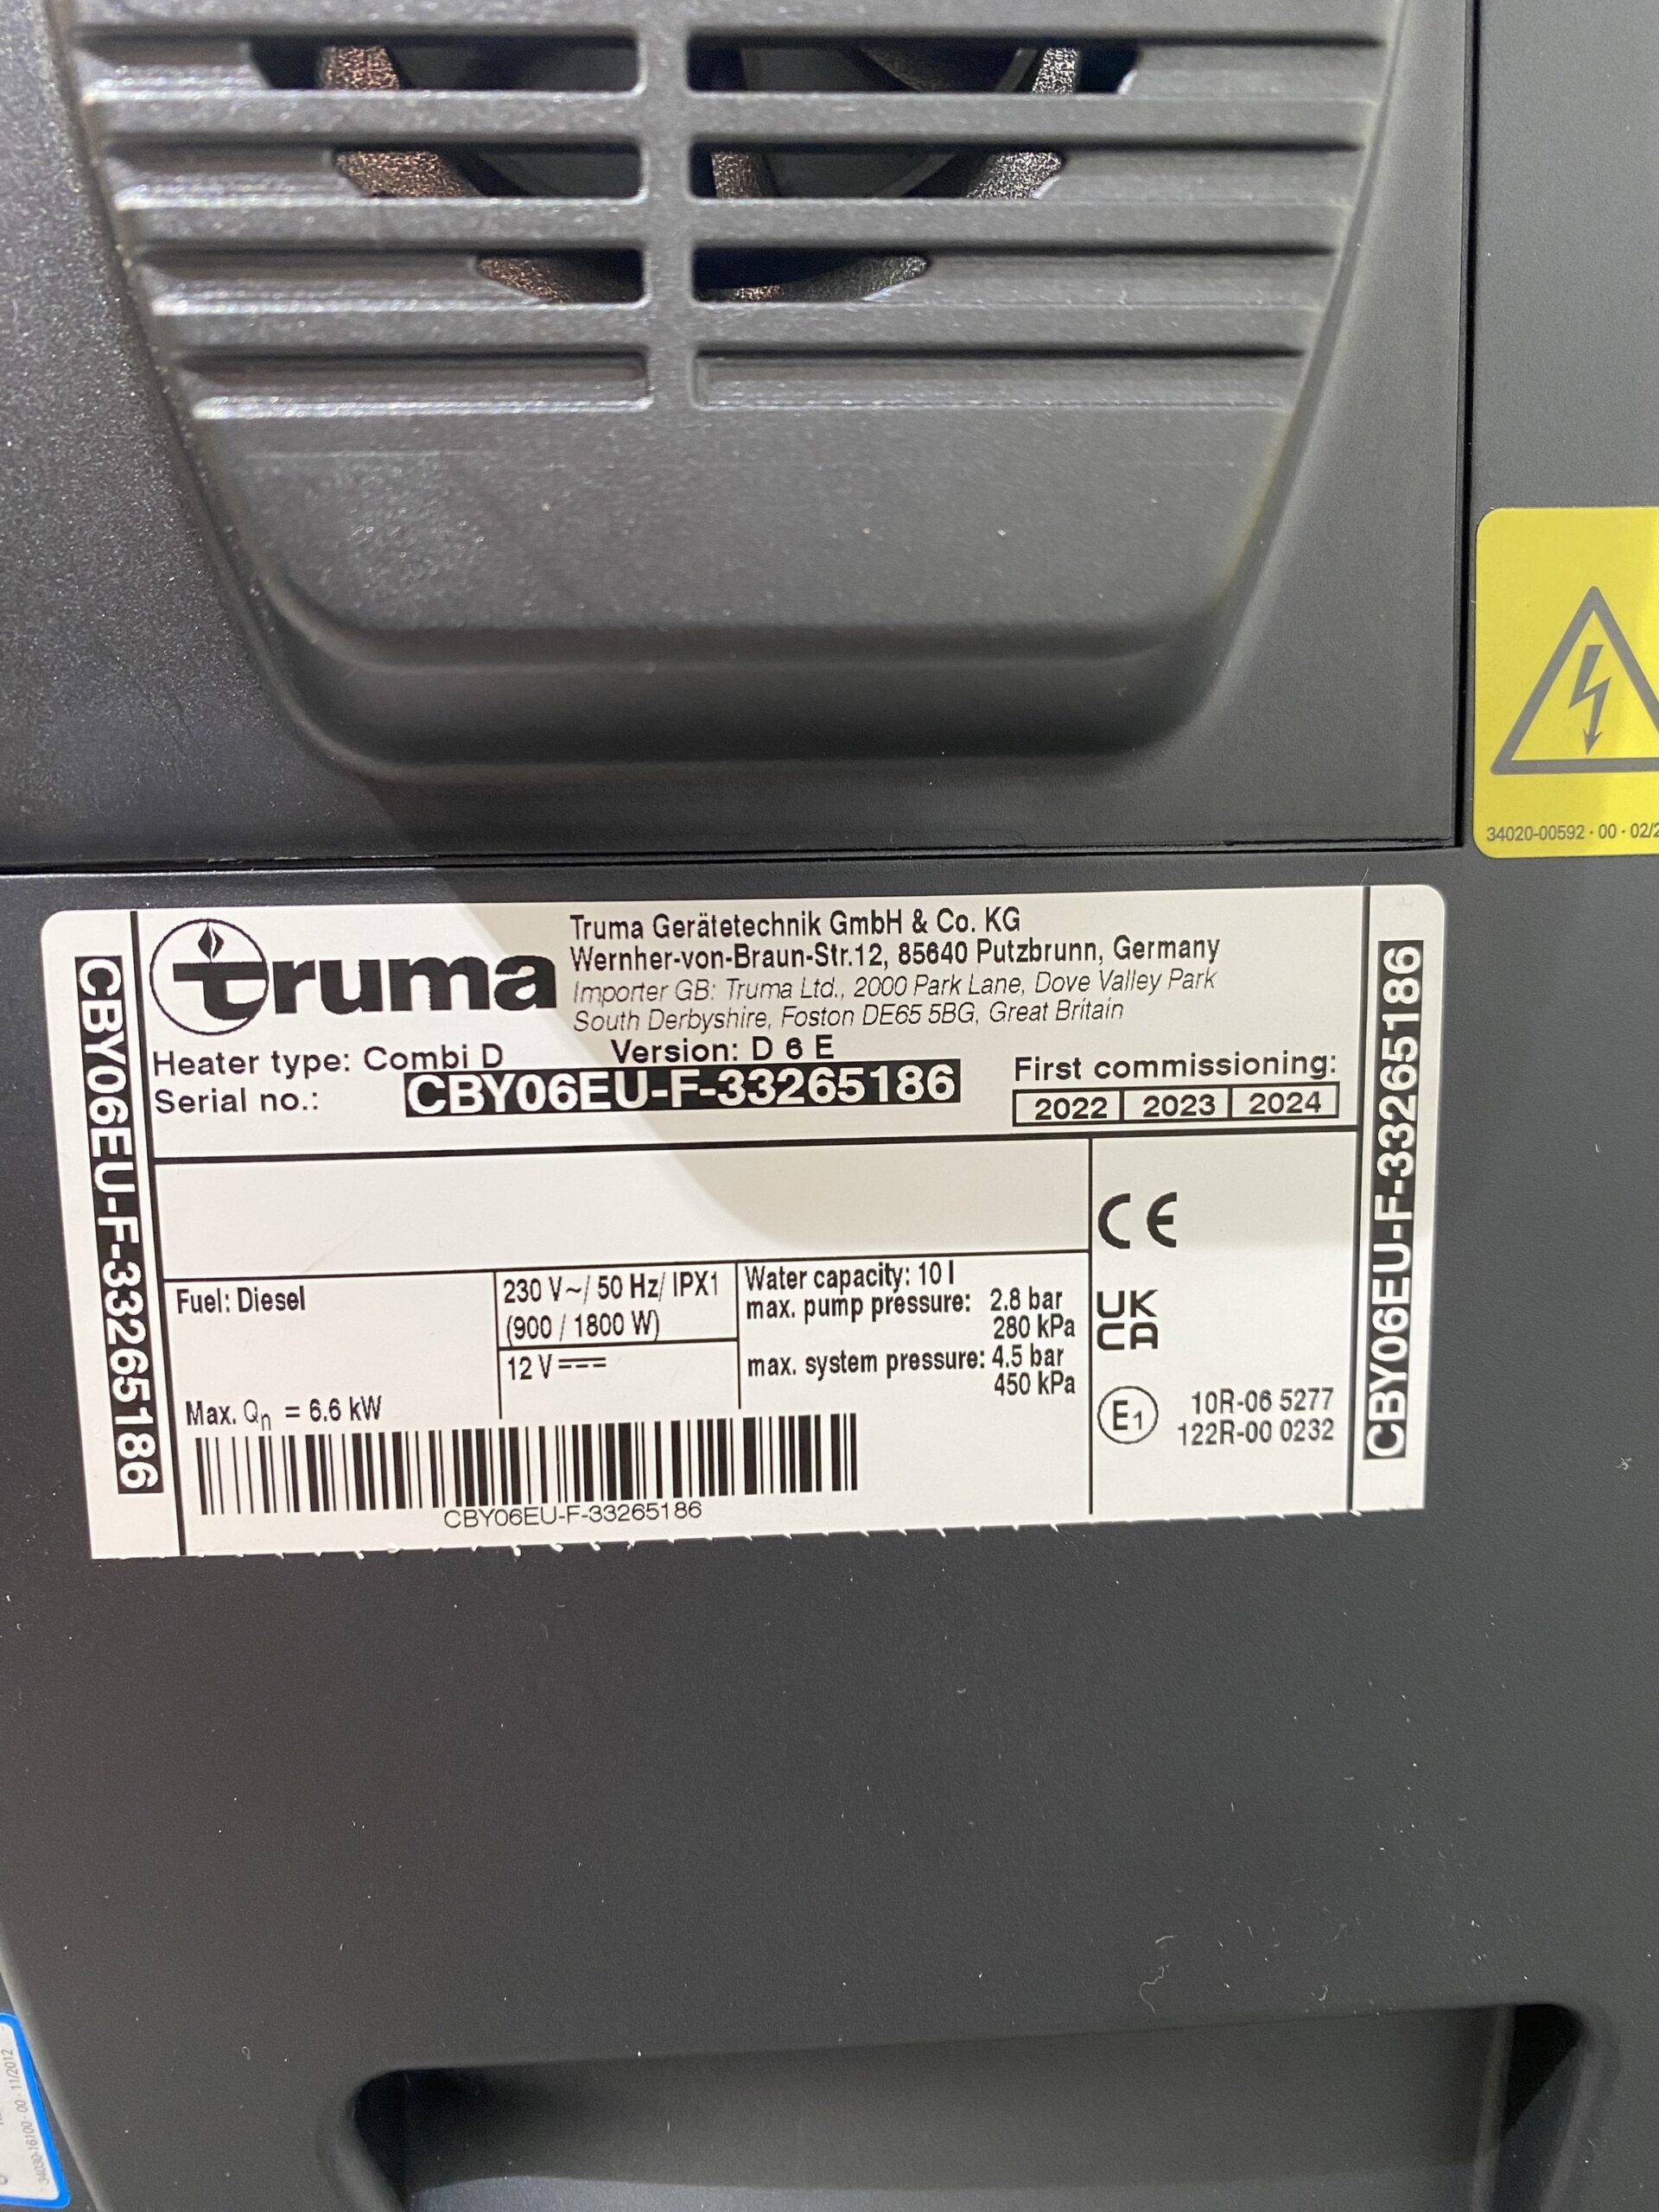 34020-00592 · 00 · 02/2
truma
Truma Gerätetechnik GmbH & Co. KG
Wernher-von-Braun-Str.12, 85640 Putzbrunn, Germany
Importer GB: Truma Ltd., 2000 Park Lane, Dove Valley Park
South Derbyshire, Foston DE65 5BG, Great Britain
Heater type: Combi D Version: D 6 E
Serial no.: CBY06EU-F-33265186
First commissioning:
2022 2023 2024
CBY06EU-F-33265186
CBY06EU-F-33265186
Fuel: Diesel
Max. Qn = 6.6 kW
230 V~/ 50 Hz/ IPX1
(900 / 1800 W)
12 V
Water capacity: 10 l
max. pump pressure: 2.8 bar
280 kPa
max. system pressure: 4.5 bar
450 kPa
CE
UK
CA
E1
10R-06 5277
122R-00 0232
CBY06EU-F-33265186
34030-16100 · 00 · 11/2012